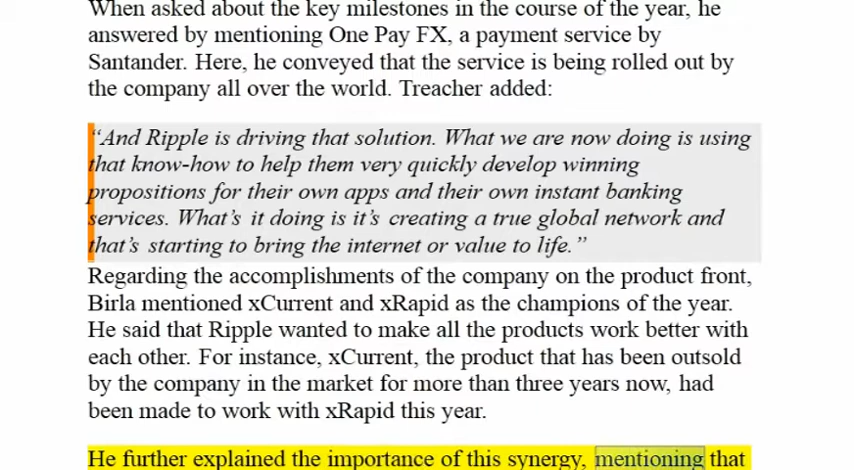 When asked about the key milestones in the course of the year, he
answered by mentioning One Pay FX, a payment service by
Santander. Here, he conveyed that the service is being rolled out by
the company all over the world. Treacher added:
“And Ripple is driving that solution. What we are now doing is using
that know-how to help them very quickly develop winning
propositions for their own apps and their own instant banking
services. What’s it doing is it’s creating a true global network and
that’s starting to bring the internet or value to life.”
Regarding the accomplishments of the company on the product front,
Birla mentioned xCurrent and xRapid as the champions of the year.
He said that Ripple wanted to make all the products work better with
each other. For instance, xCurrent, the product that has been outsold
by the company in the market for more than three years now, had
been made to work with xRapid this year.
He further explained the importance of this synergy, mentioning that